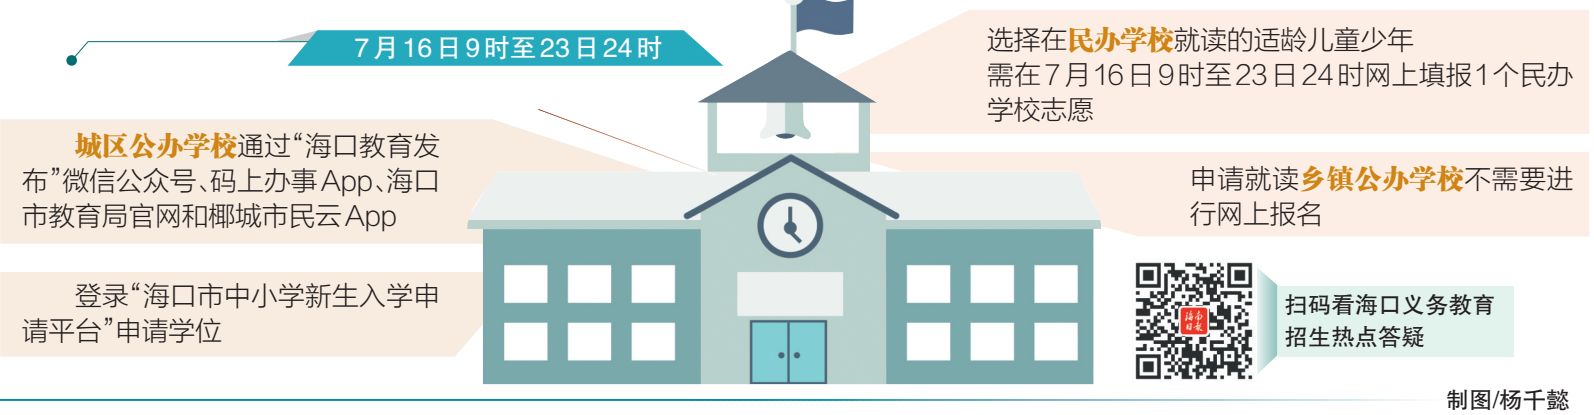 7月16日9时至23日24时
城区公办学校通过“海口教育发
布”微信公众号、码上办事App、海口
市教育局官网和椰城市民云App
登录“海口市中小学新生入学申
请平台”申请学位
选择在民办学校就读的适龄儿童少年
需在7月16日9时至23日24时网上填报1个民办
学校志愿
申请就读乡镇公办学校不需要进
行网上报名
海南
日报
扫码看海口义务教育
招生热点答疑
制图/杨千懿